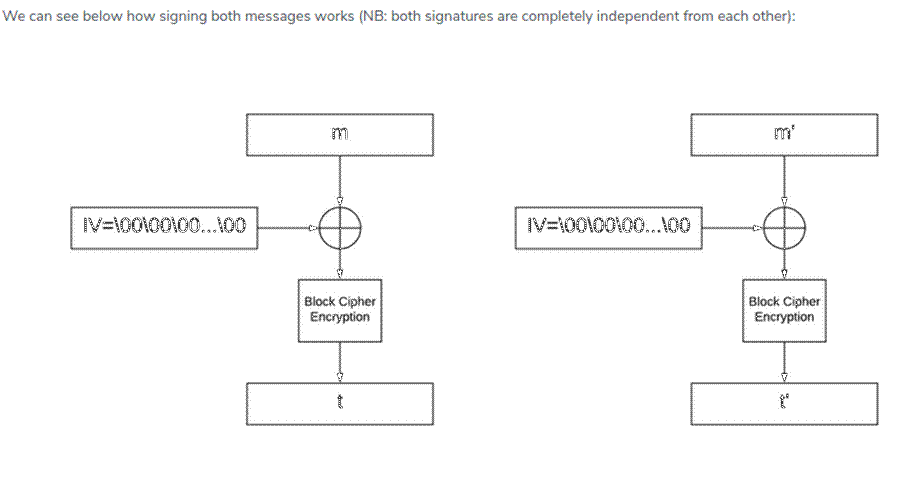 We can see below how signing both messages works (NB: both signatures are completely independent from each other):
m
m'
IV=\00\00\00...\00
IV=\00\00\00...\00
Block Cipher
Encryption
Block Cipher
Encryption
t
t'